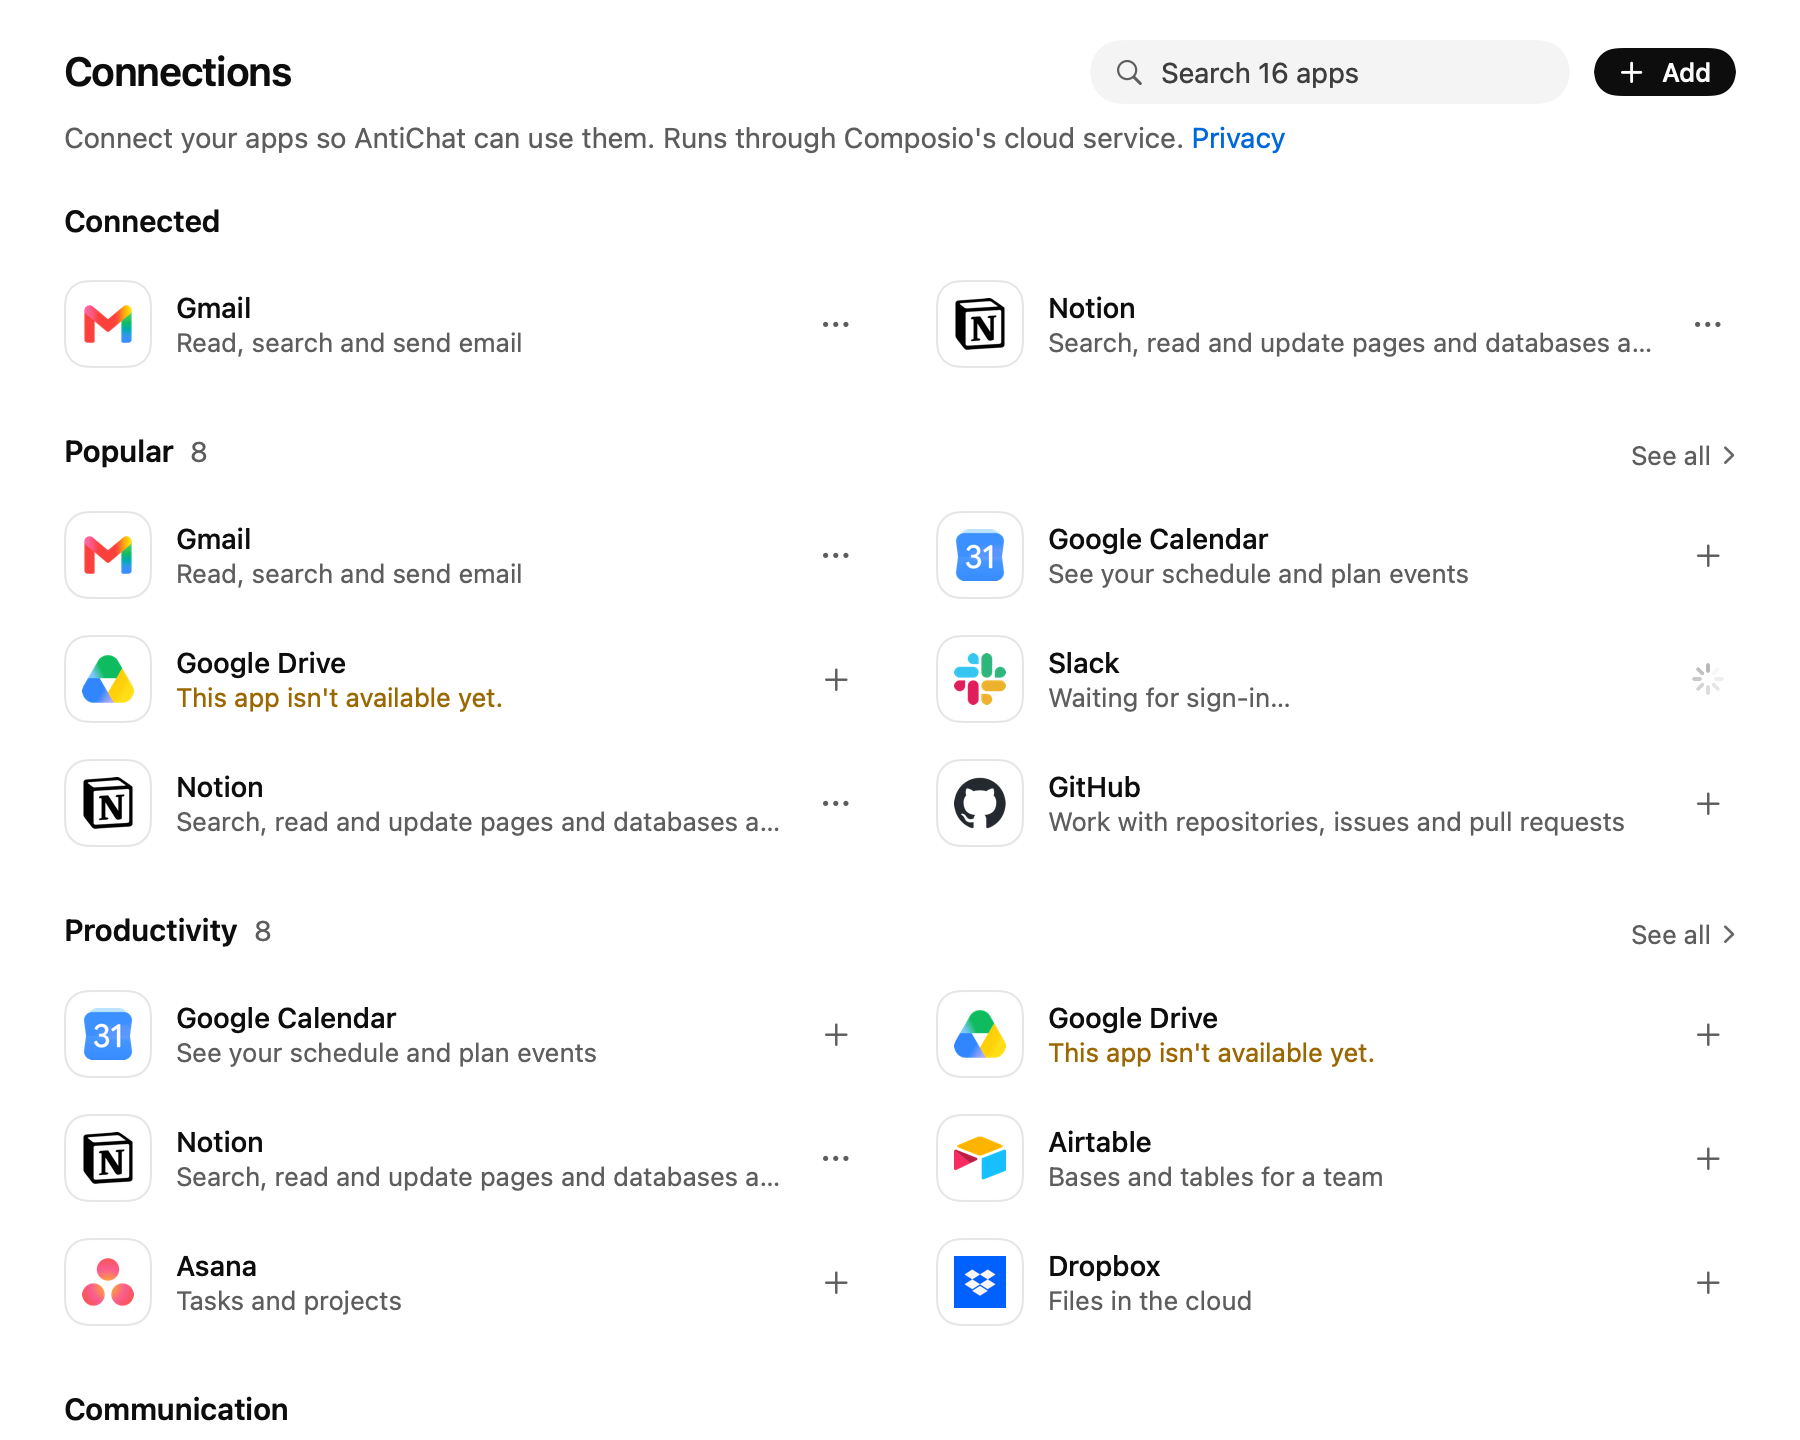 Connections
Search 16 apps
+ Add
Connect your apps so AntiChat can use them. Runs through Composio's cloud service. Privacy
Connected
Gmail
Read, search and send email
Notion
Search, read and update pages and databases a...
Popular 8
See all
Gmail
Read, search and send email
Google Calendar
See your schedule and plan events
31
Google Drive
This app isn't available yet.
Slack
Waiting for sign-in...
Notion
Search, read and update pages and databases a...
GitHub
Work with repositories, issues and pull requests
Productivity 8
See all
31
Google Calendar
See your schedule and plan events
Google Drive
This app isn't available yet.
Notion
Search, read and update pages and databases a...
Airtable
Bases and tables for a team
Asana
Tasks and projects
Dropbox
Files in the cloud
Communication